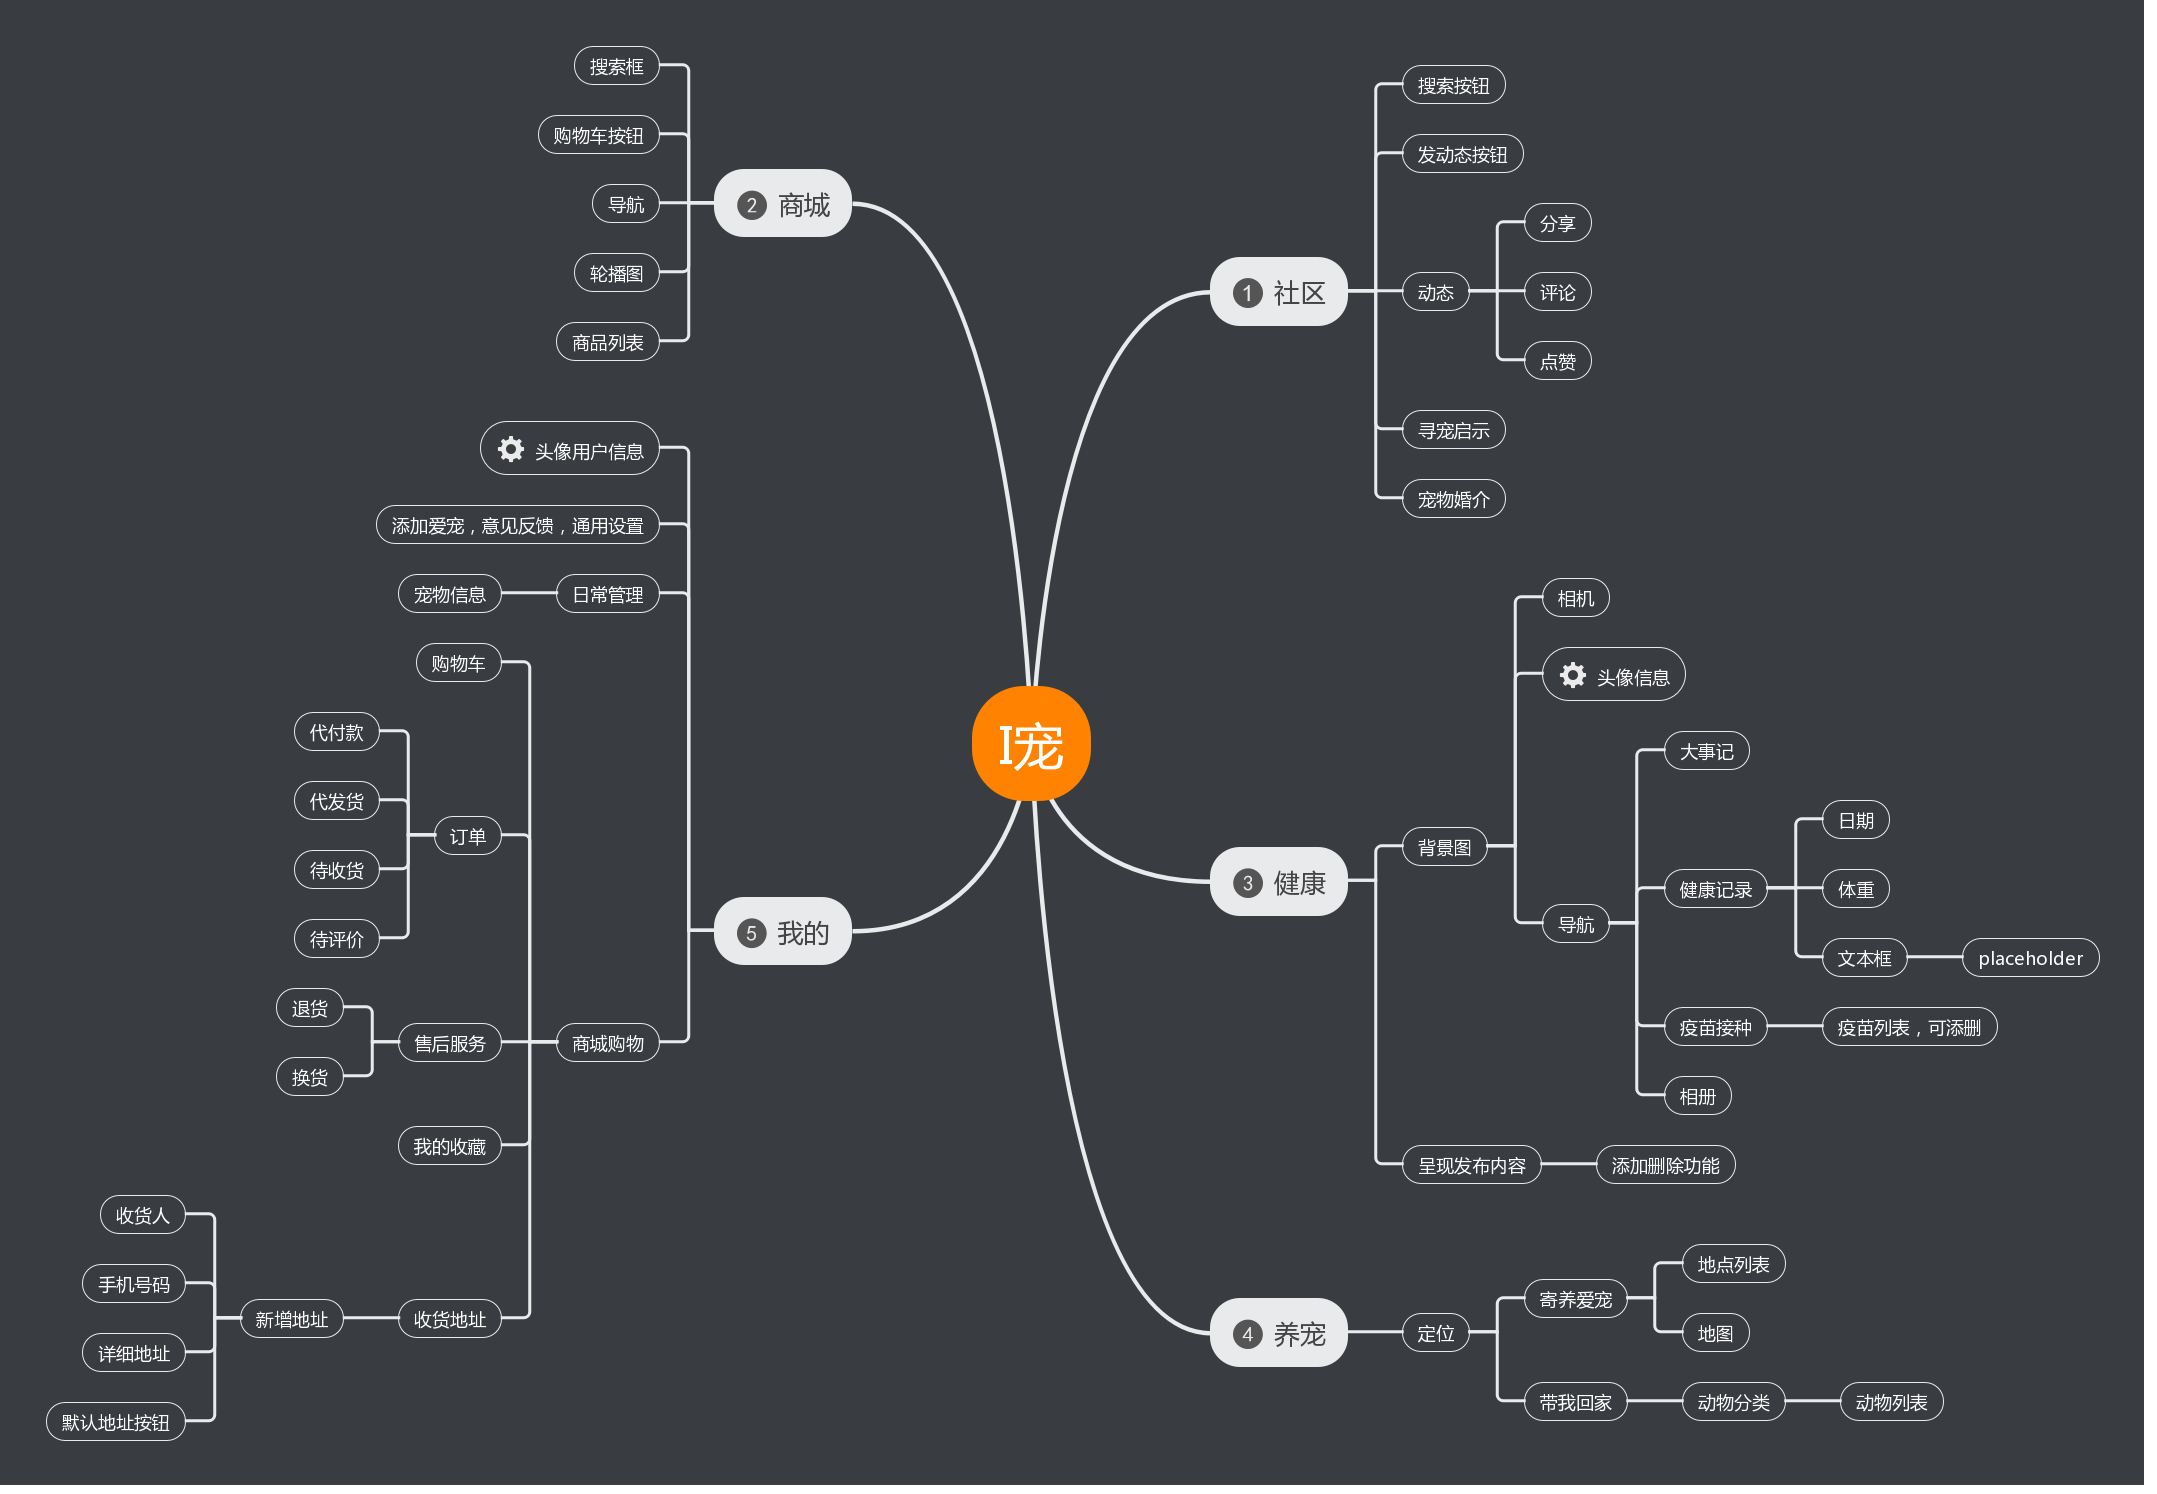 I宠
1 社区
搜索按钮
发动态按钮
动态
分享
评论
点赞
寻宠启示
宠物婚介
2 商城
搜索框
购物车按钮
导航
轮播图
商品列表
3 健康
背景图
相机
头像信息
导航
大事记
健康记录
日期
体重
文本框
placeholder
疫苗接种
疫苗列表，可添删
相册
呈现发布内容
添加删除功能
4 养宠
定位
寄养爱宠
地点列表
地图
带我回家
动物分类
动物列表
5 我的
头像用户信息
添加爱宠，意见反馈，通用设置
日常管理
宠物信息
商城购物
购物车
订单
代付款
代发货
待收货
待评价
售后服务
退货
换货
我的收藏
收货地址
新增地址
收货人
手机号码
详细地址
默认地址按钮